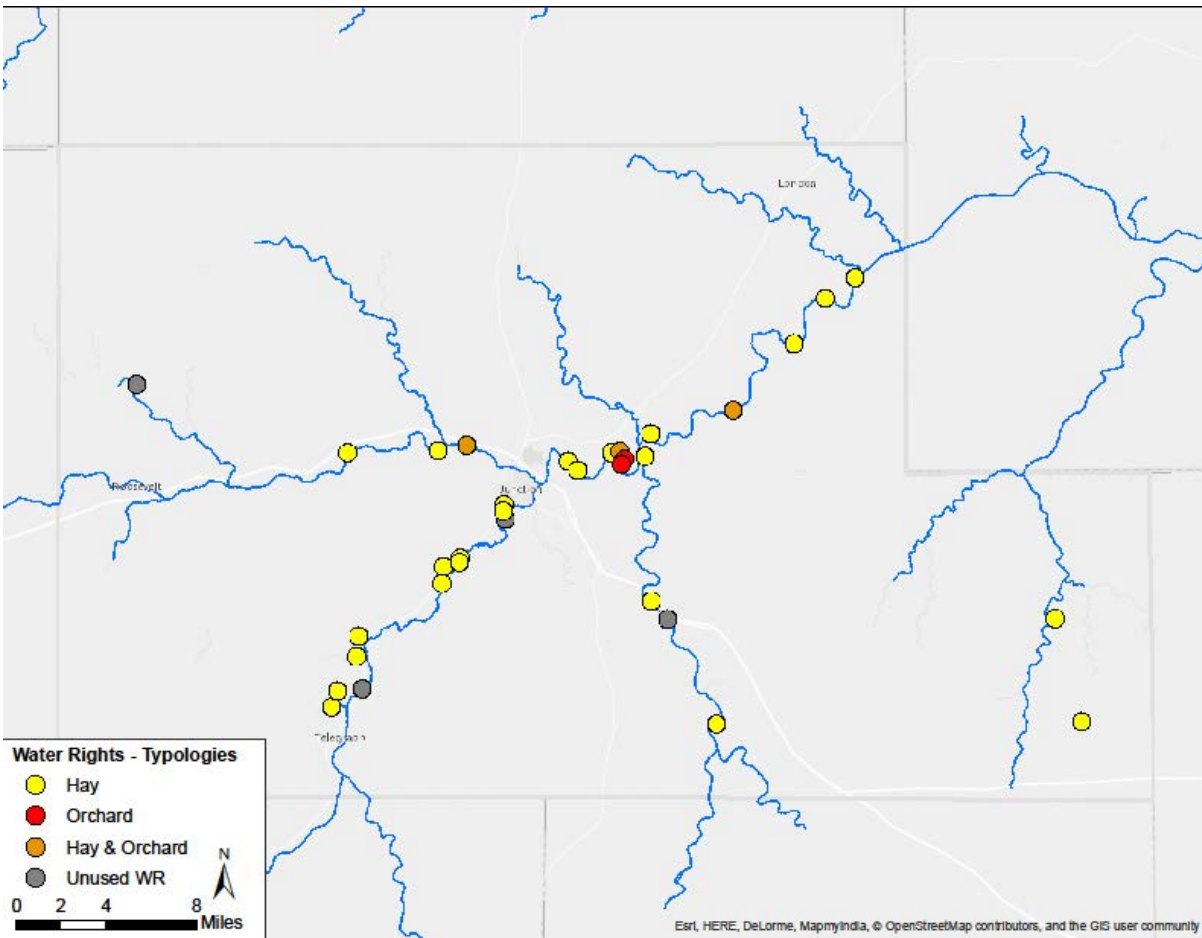 London
Roosevelt
Junction
Telegraph
Water Rights - Typologies
Hay
Orchard
Hay & Orchard
Unused WR
N
0 2 4 8
Miles
Esri, HERE, DeLorme, MapmyIndia, © OpenStreetMap contributors, and the GIS user community